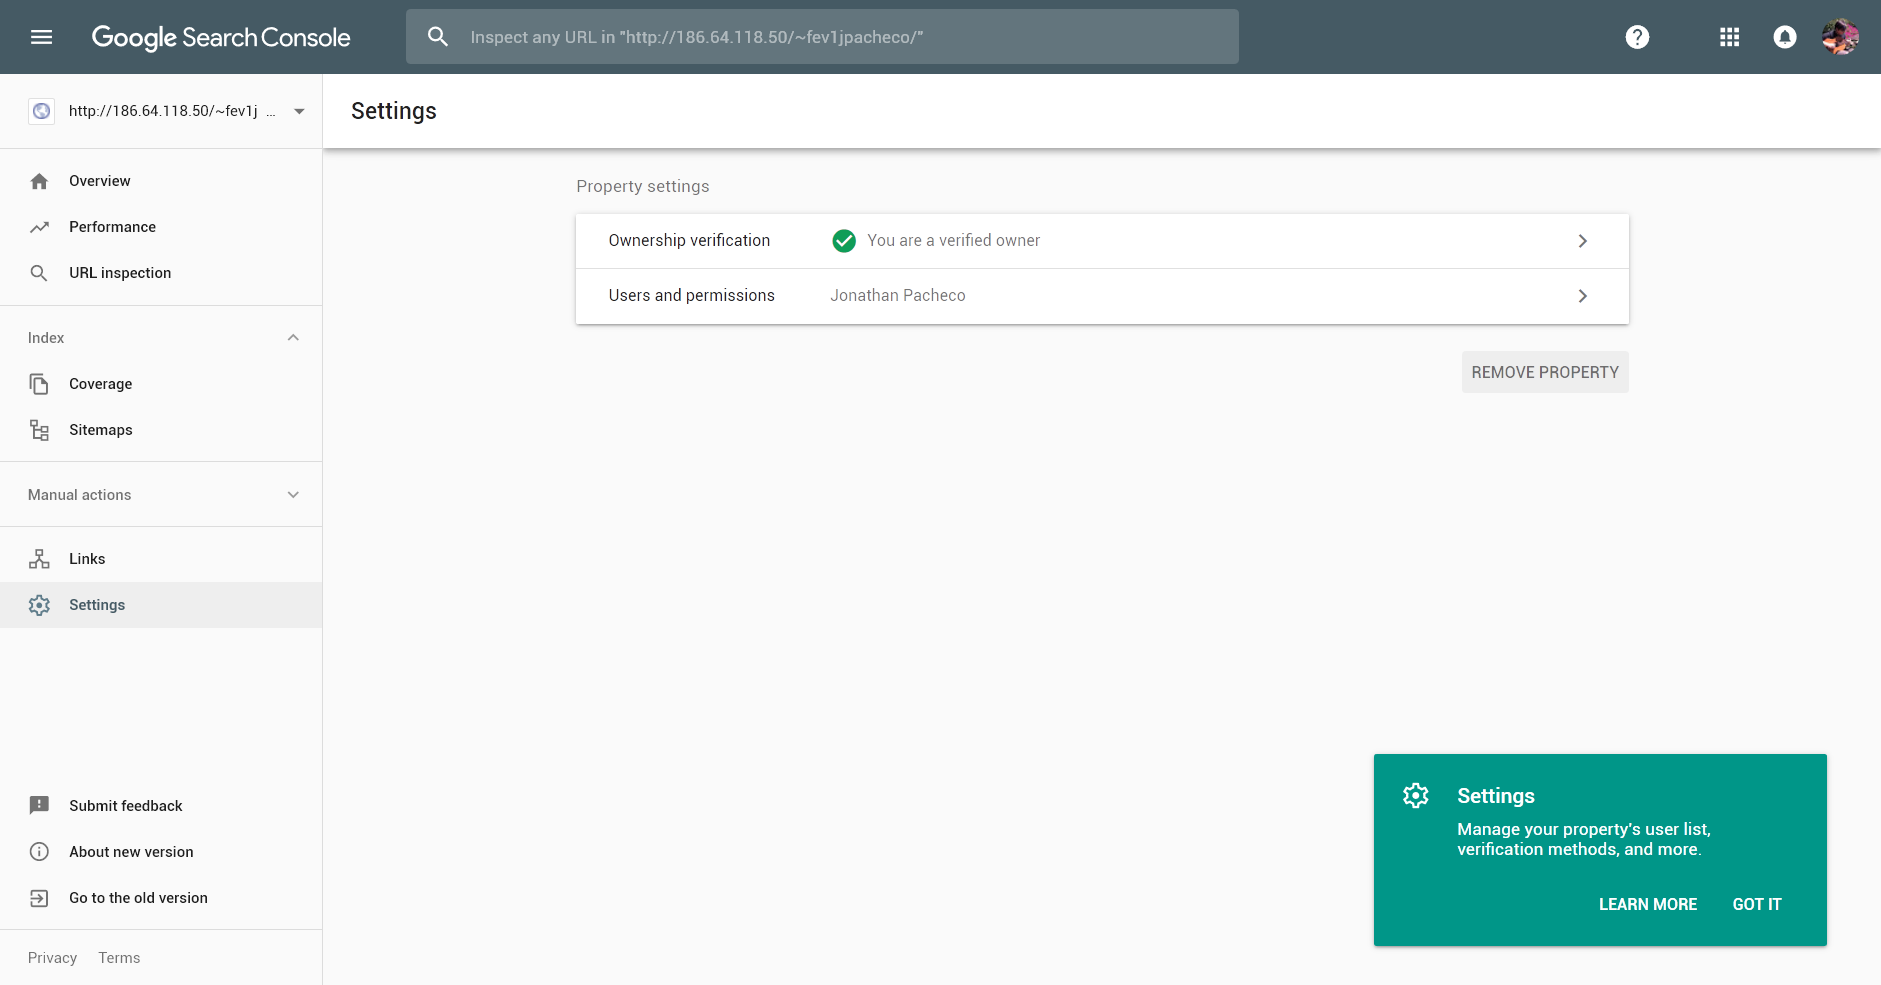 Google Search Console
Inspect any URL in "http://186.64.118.50/~fev1jpacheco/"
http://186.64.118.50/~fev1j ...
Settings
Overview
Performance
URL inspection
Index
Coverage
Sitemaps
Manual actions
Links
Settings
Submit feedback
About new version
Go to the old version
Privacy Terms
Property settings
Ownership verification You are a verified owner
Users and permissions Jonathan Pacheco
REMOVE PROPERTY
Settings
Manage your property's user list,
verification methods, and more.
LEARN MORE GOT IT